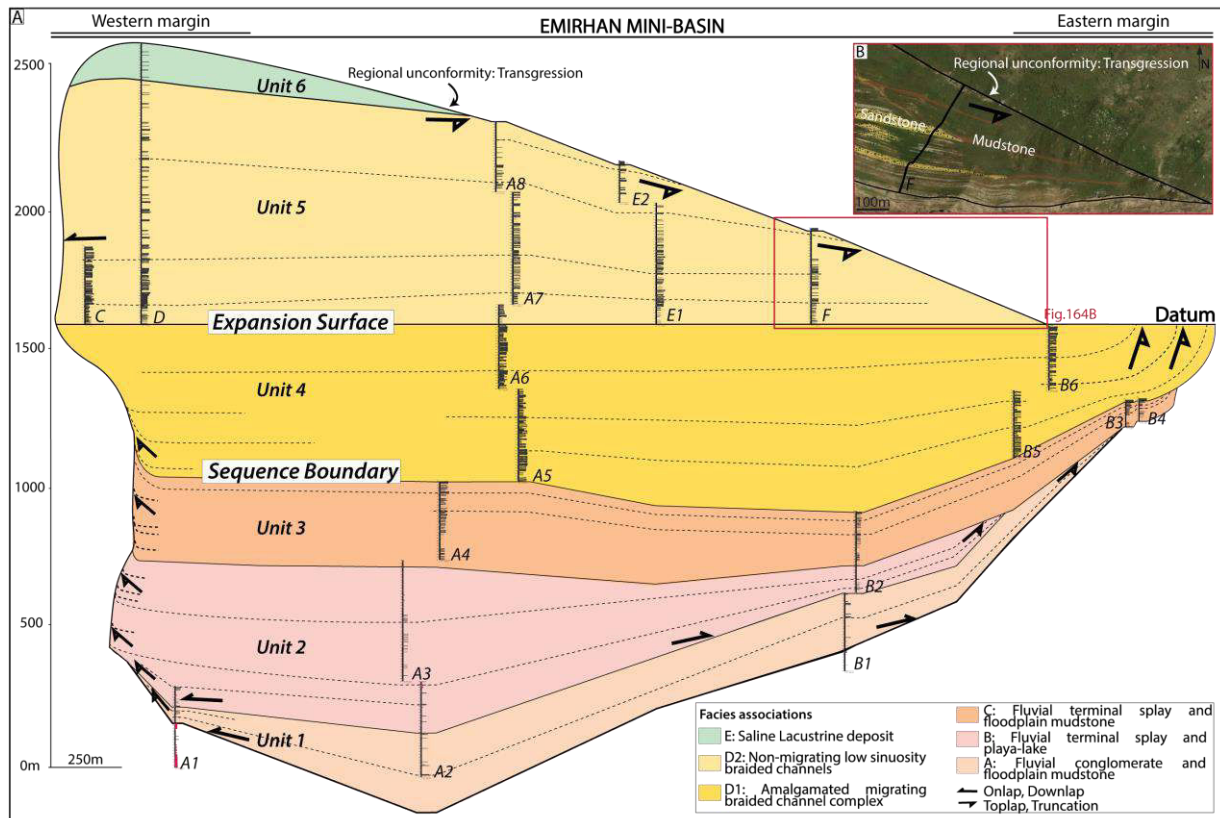 A
Western margin
EMIRHAN MINI-BASIN
Eastern margin
2500
Unit 6
Regional unconformity: Transgression
B
Regional unconformity: Transgression
N
Sandstone
Mudstone
F
100m
A8
E2
2000
Unit 5
C
D
A7
E1
F
Expansion Surface
Fig.164B
Datum
1500
Unit 4
A6
B6
B3
B4
B5
Sequence Boundary
A5
1000
Unit 3
A4
B2
500
Unit 2
A3
B1
Unit 1
0m
250m
A1
A2
Facies associations
E: Saline Lacustrine deposit
D2: Non-migrating low sinuosity
braided channels
D1: Amalgamated migrating
braided channel complex
C: Fluvial terminal splay and
floodplain mudstone
B: Fluvial terminal splay and
playa-lake
A: Fluvial conglomerate and
floodplain mudstone
Onlap, Downlap
Toplap, Truncation